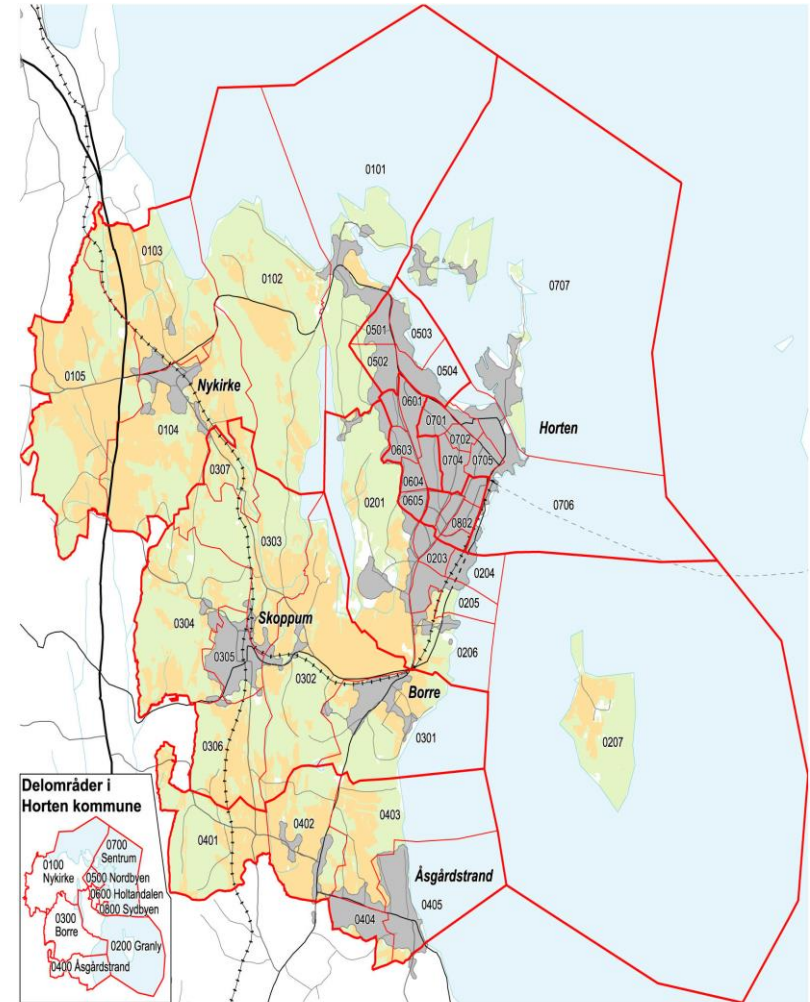 0101
0103
0102
0707
0501
0503
0502
0504
0105
Nykirke
0601
0701
Horten
0104
0702
0603
0704
0705
0307
0604
0201
0605
0706
0802
0303
0203
0204
0304
Skoppum
0205
0305
0206
0302
Borre
0207
0306
0301
Delområder i
Horten kommune
0700
Sentrum
0100
Nykirke
0500 Nordbyen
0600 Holtandalen
0800 Sydbyen
0300
Borre
0200 Granly
0400 Åsgårdstrand
0403
0402
0401
Åsgårdstrand
0405
0404